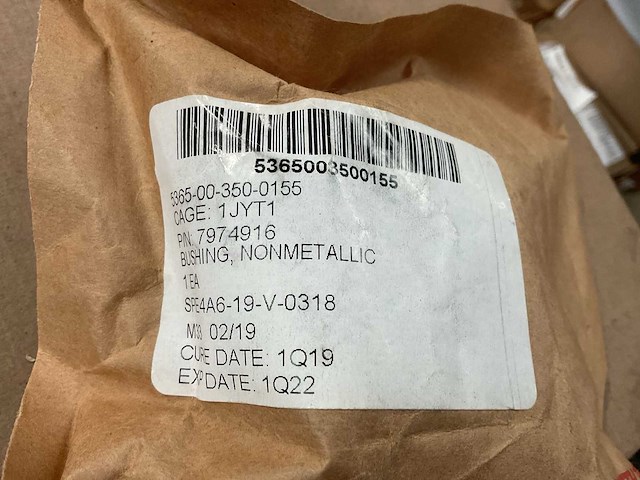 5365003500155
5365-00-350-0155
CAGE: 1JYT1
P/N: 7974916
BUSHING, NONMETALLIC
1 EA
SPE4A6-19-V-0318
02/19
CURE DATE: 1Q19
EXP DATE: 1Q22